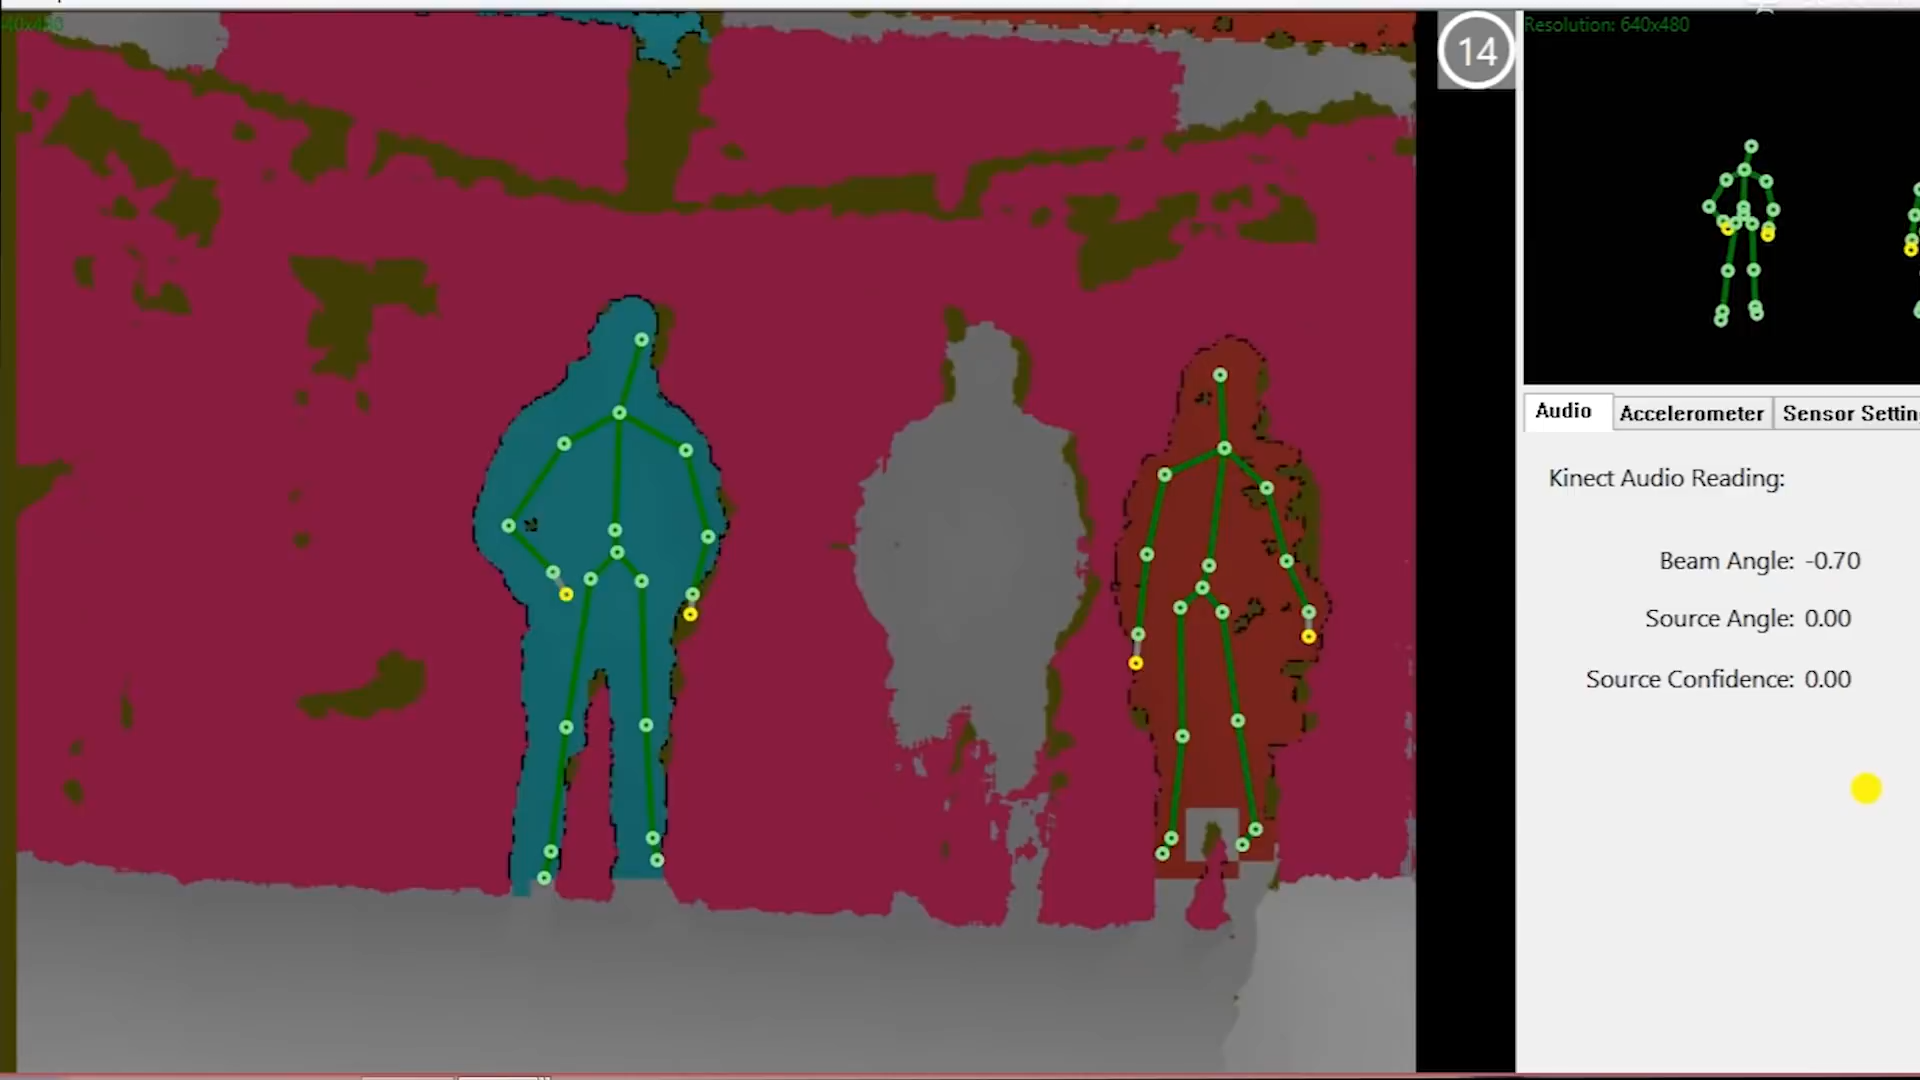 14
Resolution: 640x480
Audio
Accelerometer
Sensor Settin
Kinect Audio Reading:
Beam Angle: -0.70
Source Angle: 0.00
Source Confidence: 0.00